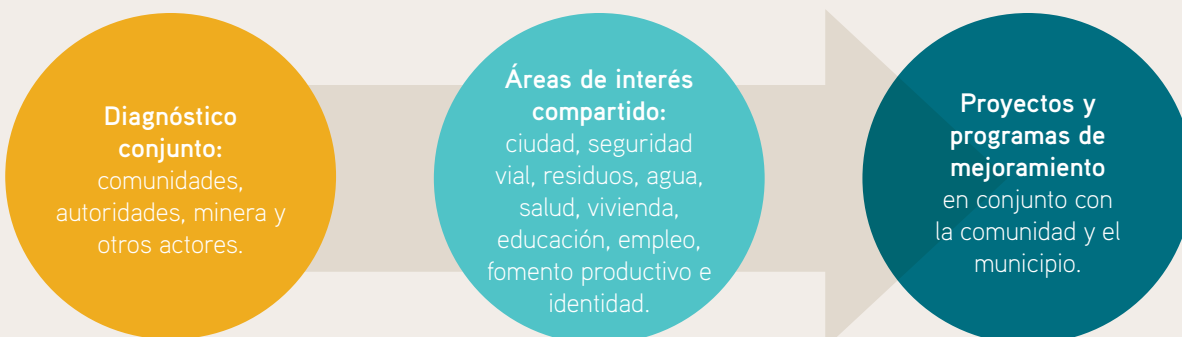 Diagnóstico
conjunto:
comunidades,
autoridades, minera y
otros actores.
Áreas de interés
compartido:
ciudad, seguridad
vial, residuos, agua,
salud, vivienda,
educación, empleo,
fomento productivo e
identidad.
Proyectos y
programas de
mejoramiento
en conjunto con
la comunidad y el
municipio.